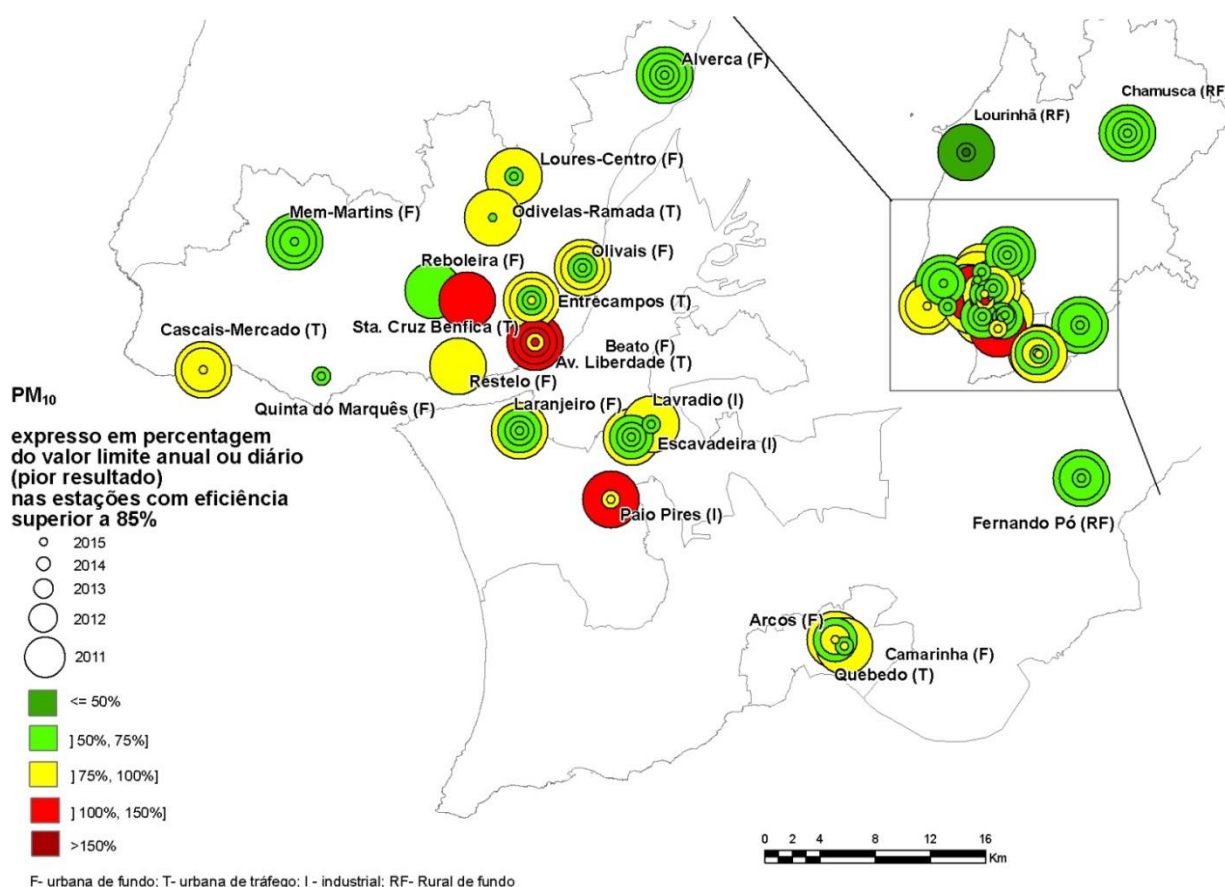 Alverca (F)
Chamusca (RF)
Lourinhã (RF)
Loures-Centro (F)
Mem-Martins (F)
Odivelas-Ramada (T)
Olivais (F)
Reboleira (F)
Entrecampos (T)
Cascais-Mercado (T)
Sta. Cruz Benfica (T)
Beato (F)
Av. Liberdade (T)
Restelo (F)
Quinta do Marquês (F)
Laranjeiro (F)
Lavradio (I)
Escavadeira (I)
Paio Pires (I)
Fernando Pó (RF)
Arcos (F)
Camarinha (F)
Quebedo (T)
PM₁₀
expresso em percentagem
do valor limite anual ou diário
(pior resultado)
nas estações com eficiência
superior a 85%
2015
2014
2013
2012
2011
<= 50%
] 50%, 75%]
] 75%, 100%]
] 100%, 150%]
>150%
0 2 4 8 12 16
Km
F- urbana de fundo; T- urbana de tráfego; I - industrial; RF- Rural de fundo